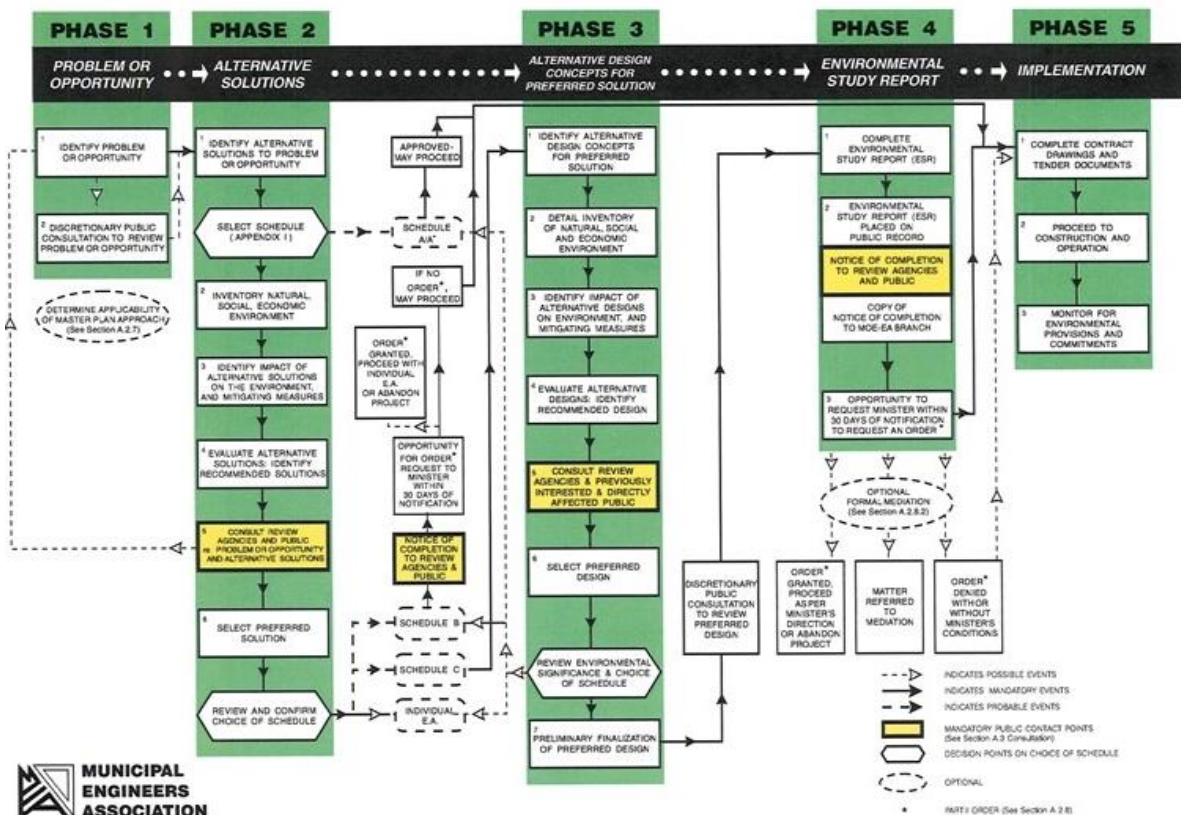 PHASE 1
PHASE 2
PHASE 3
PHASE 4
PHASE 5
PROBLEM OR
OPPORTUNITY
ALTERNATIVE
SOLUTIONS
ALTERNATIVE DESIGN
CONCEPTS FOR
PREFERRED SOLUTION
ENVIRONMENTAL
STUDY REPORT
IMPLEMENTATION
1 IDENTIFY PROBLEM
OR OPPORTUNITY
2 DISCRETIONARY PUBLIC
CONSULTATION TO REVIEW
PROBLEM OR OPPORTUNITY
DETERMINE APPLICABILITY
OF MASTER PLAN APPROACH
(See Section A.2.7)
1 IDENTIFY ALTERNATIVE
SOLUTIONS TO PROBLEM
OR OPPORTUNITY
SELECT SCHEDULE
(APPENDIX I)
2 INVENTORY NATURAL,
SOCIAL, ECONOMIC
ENVIRONMENT
3 IDENTIFY IMPACT OF
ALTERNATIVE SOLUTIONS
ON THE ENVIRONMENT,
AND MITIGATING MEASURES
4 EVALUATE ALTERNATIVE
SOLUTIONS: IDENTIFY
RECOMMENDED SOLUTIONS
5 CONSULT REVIEW
AGENCIES AND PUBLIC
re PROBLEM OR OPPORTUNITY
AND ALTERNATIVE SOLUTIONS
6 SELECT PREFERRED
SOLUTION
REVIEW AND CONFIRM
CHOICE OF SCHEDULE
APPROVED-
MAY PROCEED
SCHEDULE
A/A+
IF NO
ORDER*,
MAY PROCEED
ORDER*
GRANTED,
PROCEED WITH
INDIVIDUAL
E.A.
OR ABANDON
PROJECT
OPPORTUNITY
FOR ORDER*
REQUEST TO
MINISTER
WITHIN
30 DAYS OF
NOTIFICATION
NOTICE OF
COMPLETION
TO REVIEW
AGENCIES &
PUBLIC
SCHEDULE B
SCHEDULE C
INDIVIDUAL
E.A.
1 IDENTIFY ALTERNATIVE
DESIGN CONCEPTS
FOR PREFERRED
SOLUTION
2 DETAIL INVENTORY
OF NATURAL, SOCIAL
AND ECONOMIC
ENVIRONMENT
3 IDENTIFY IMPACT OF
ALTERNATIVE DESIGNS
ON ENVIRONMENT, AND
MITIGATING MEASURES
4 EVALUATE ALTERNATIVE
DESIGNS: IDENTIFY
RECOMMENDED DESIGN
5 CONSULT REVIEW
AGENCIES & PREVIOUSLY
INTERESTED & DIRECTLY
AFFECTED PUBLIC
6 SELECT PREFERRED
DESIGN
REVIEW ENVIRONMENTAL
SIGNIFICANCE & CHOICE
OF SCHEDULE
7 PRELIMINARY FINALIZATION
OF PREFERRED DESIGN
DISCRETIONARY
PUBLIC
CONSULTATION
TO REVIEW
PREFERRED
DESIGN
1 COMPLETE
ENVIRONMENTAL
STUDY REPORT (ESR)
2 ENVIRONMENTAL
STUDY REPORT (ESR)
PLACED ON
PUBLIC RECORD
NOTICE OF COMPLETION
TO REVIEW AGENCIES
AND PUBLIC
COPY OF
NOTICE OF COMPLETION
TO MOE-EA BRANCH
3 OPPORTUNITY TO
REQUEST MINISTER WITHIN
30 DAYS OF NOTIFICATION
TO REQUEST AN ORDER*
OPTIONAL
FORMAL MEDIATION
(See Section A.2.8.2)
ORDER*
GRANTED,
PROCEED
AS PER
MINISTER'S
DIRECTION
OR ABANDON
PROJECT
MATTER
REFERRED
TO
MEDIATION
ORDER*
DENIED
WITH OR
WITHOUT
MINISTER'S
CONDITIONS
1 COMPLETE CONTRACT
DRAWINGS AND
TENDER DOCUMENTS
2 PROCEED TO
CONSTRUCTION AND
OPERATION
3 MONITOR FOR
ENVIRONMENTAL
PROVISIONS AND
COMMITMENTS
INDICATES POSSIBLE EVENTS
INDICATES MANDATORY EVENTS
INDICATES PROBABLE EVENTS
MANDATORY PUBLIC CONTACT POINTS
(See Section A.3 Consultation)
DECISION POINTS ON CHOICE OF SCHEDULE
OPTIONAL
* PART II ORDER (See Section A.2.8)
MUNICIPAL
ENGINEERS
ASSOCIATION